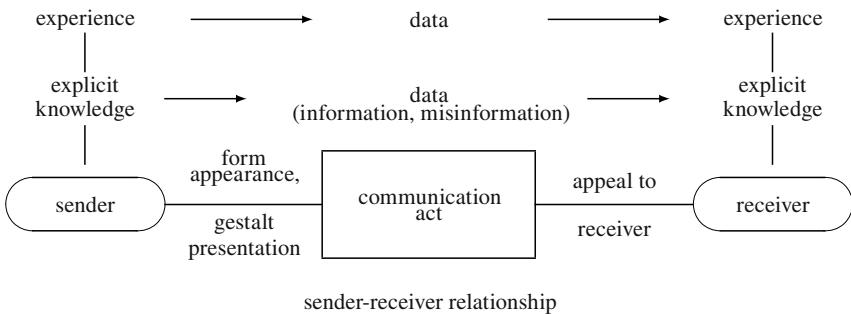 experience data experience
explicit knowledge data (information, misinformation) explicit knowledge
form
appearance,
sender communication act appeal to receiver
gestalt
presentation
receiver
sender-receiver relationship